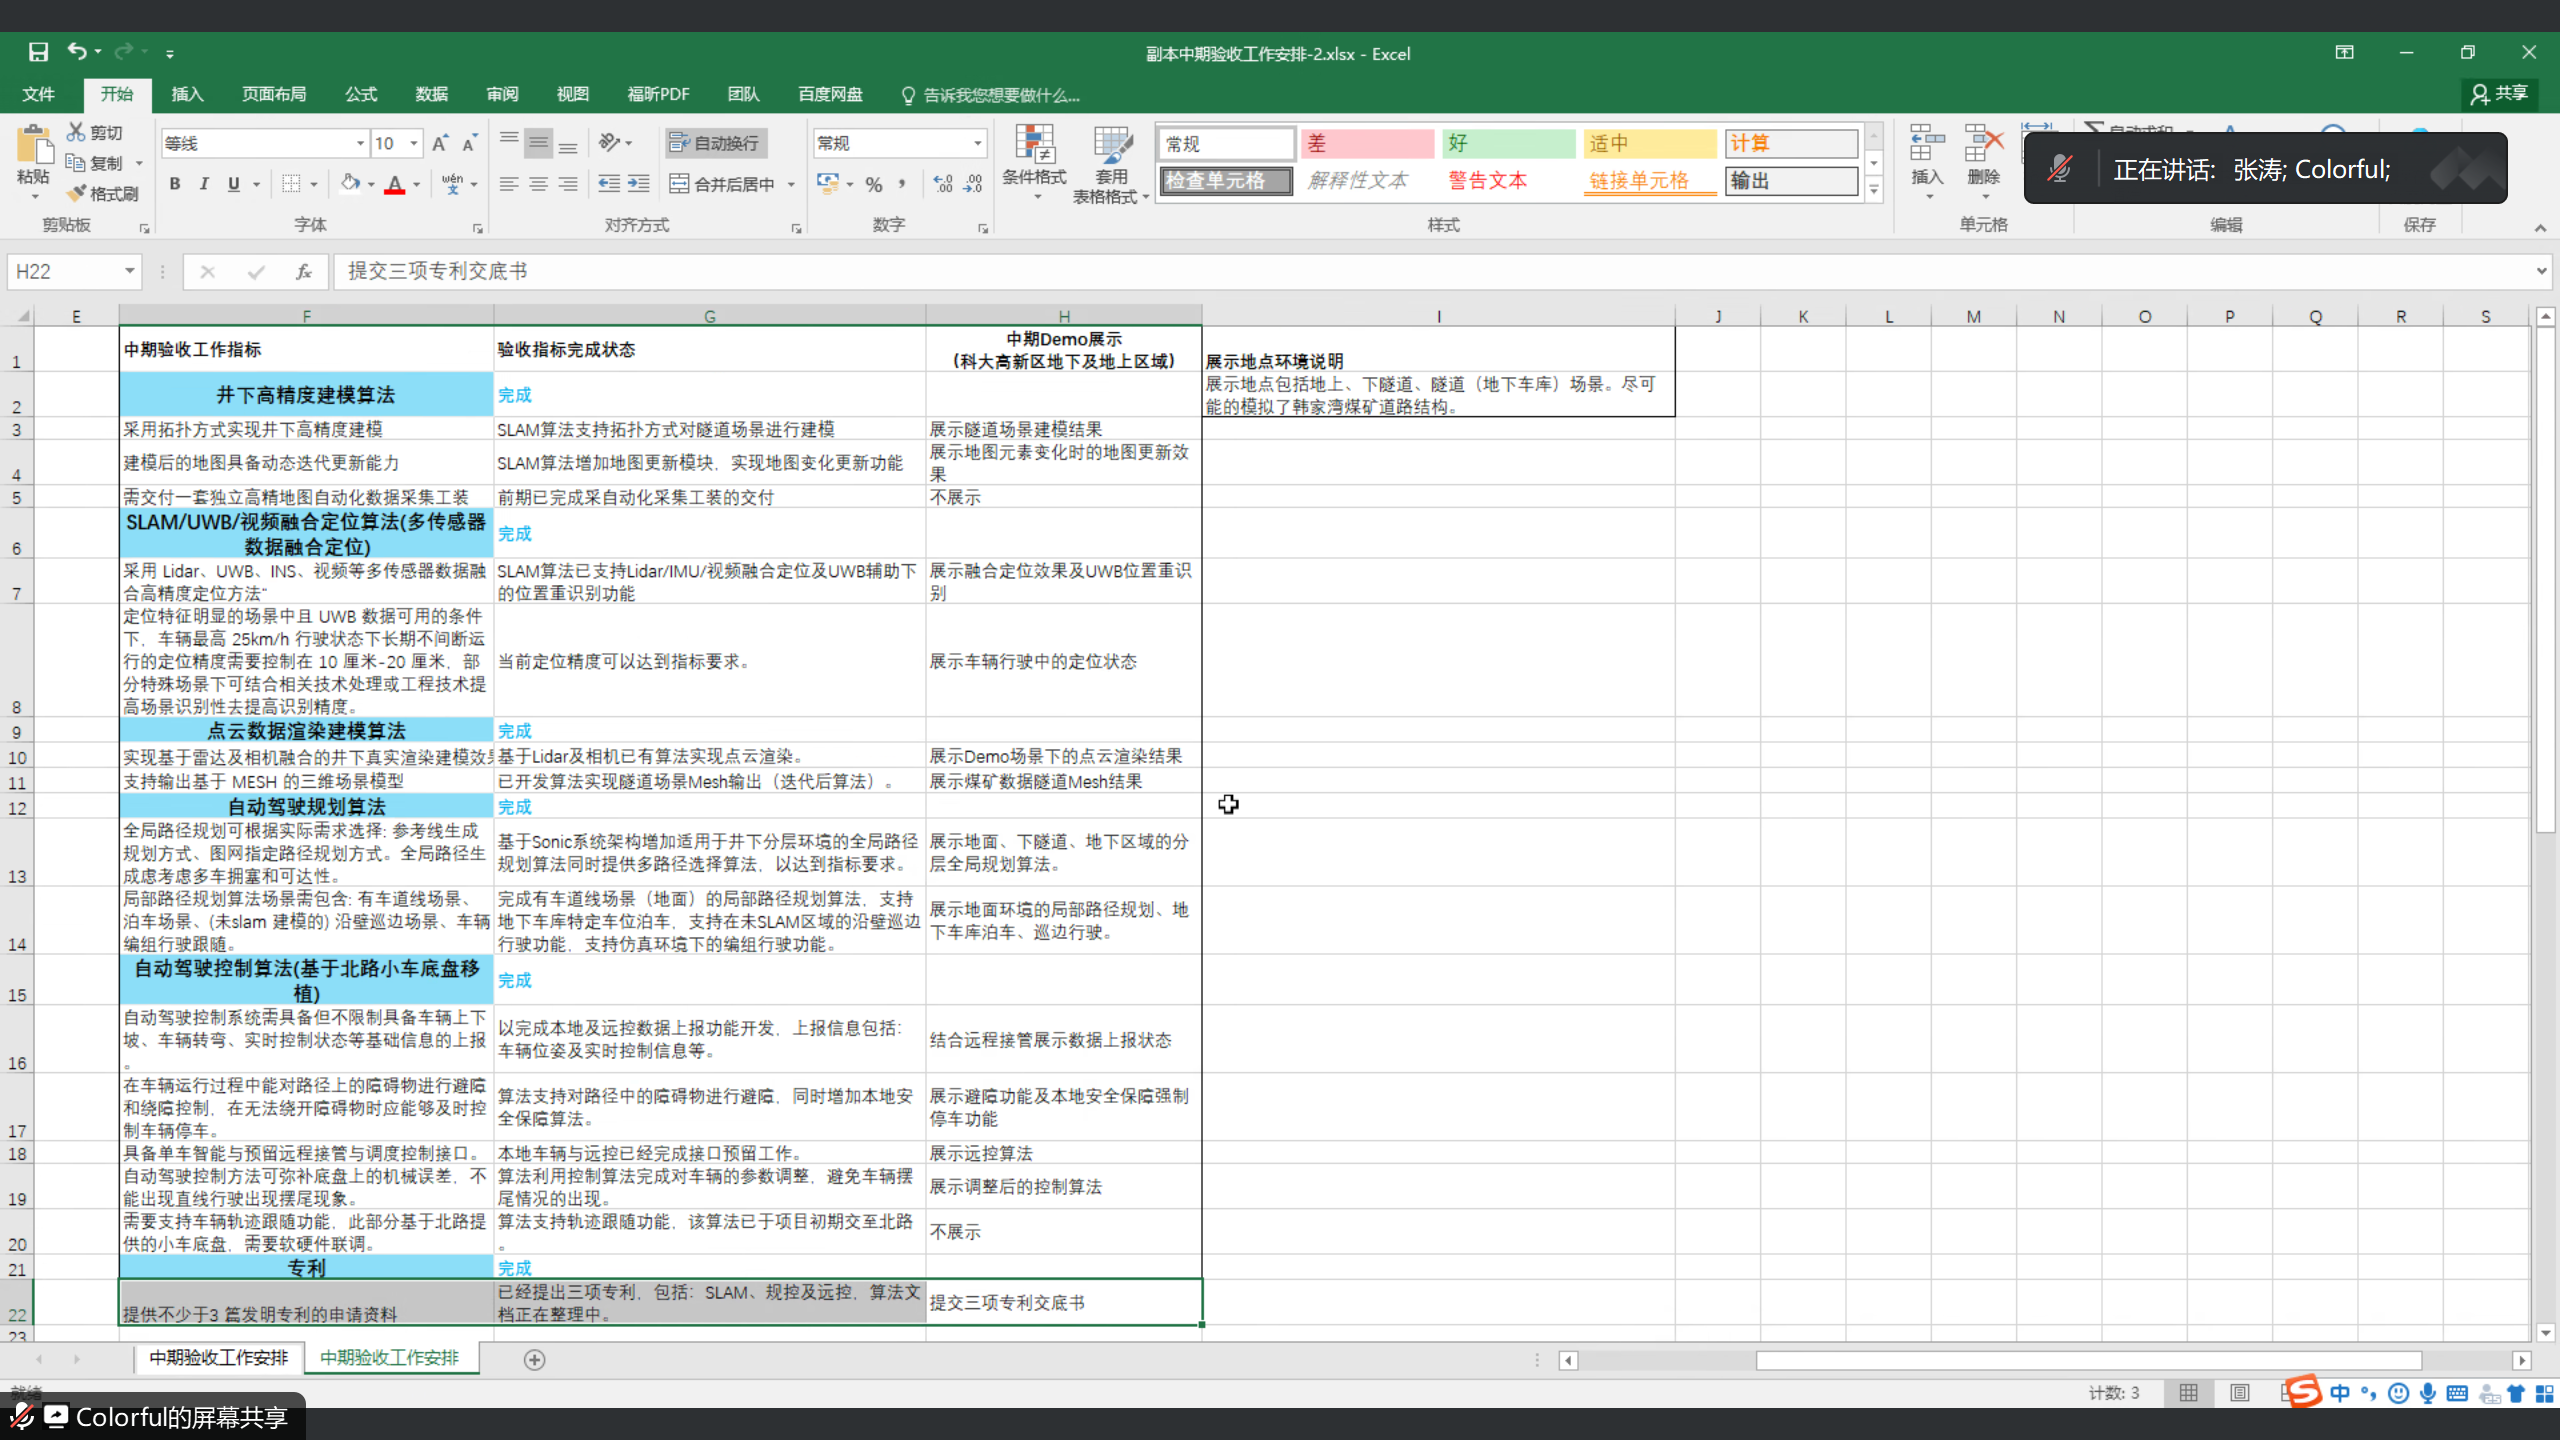 副本中期验收工作安排-2.xlsx - Excel
文件 开始 插入 页面布局 公式 数据 审阅 视图 福昕PDF 团队 百度网盘 告诉我您想要做什么... 共享
粘贴 剪切 复制 格式刷 剪贴板
等线 10 B I U A wén 文 字体
自动换行 合并后居中 对齐方式
常规 % 数字
条件格式 套用 表格格式
常规 差 好 适中 计算
检查单元格 解释性文本 警告文本 链接单元格 输出
样式
插入 删除 单元格 编辑 保存
正在讲话: 张涛; Colorful;
H22 fx 提交三项专利交底书
E F G H I J K L M N O P Q R S
1 中期验收工作指标 验收指标完成状态 中期Demo展示
（科大高新区地下及地上区域） 展示地点环境说明
2 井下高精度建模算法 完成 展示地点包括地上、下隧道、隧道（地下车库）场景。尽可
能的模拟了韩家湾煤矿道路结构。
3 采用拓扑方式实现井下高精度建模 SLAM算法支持拓扑方式对隧道场景进行建模 展示隧道场景建模结果
4 建模后的地图具备动态迭代更新能力 SLAM算法增加地图更新模块，实现地图变化更新功能 展示地图元素变化时的地图更新效
果
5 需交付一套独立高精地图自动化数据采集工装 前期已完成采自动化采集工装的交付 不展示
6 SLAM/UWB/视频融合定位算法(多传感器
数据融合定位) 完成
7 采用 Lidar、UWB、INS、视频等多传感器数据融
合高精度定位方法“ SLAM算法已支持Lidar/IMU/视频融合定位及UWB辅助下
的位置重识别功能 展示融合定位效果及UWB位置重识
别
8 定位特征明显的场景中且 UWB 数据可用的条件
下，车辆最高 25km/h 行驶状态下长期不间断运
行的定位精度需要控制在 10 厘米-20 厘米，部
分特殊场景下可结合相关技术处理或工程技术提
高场景识别性去提高识别精度。 当前定位精度可以达到指标要求。 展示车辆行驶中的定位状态
9 点云数据渲染建模算法 完成
10 实现基于雷达及相机融合的井下真实渲染建模效 基于Lidar及相机已有算法实现点云渲染。 展示Demo场景下的点云渲染结果
11 支持输出基于 MESH 的三维场景模型 已开发算法实现隧道场景Mesh输出（迭代后算法）。 展示煤矿数据隧道Mesh结果
12 自动驾驶规划算法 完成
13 全局路径规划可根据实际需求选择: 参考线生成
规划方式、图网指定路径规划方式。全局路径生
成虑考虑多车拥塞和可达性。 基于Sonic系统架构增加适用于井下分层环境的全局路径
规划算法同时提供多路径选择算法，以达到指标要求。 展示地面、下隧道、地下区域的分
层全局规划算法。
14 局部路径规划算法场景需包含: 有车道线场景、
泊车场景、(未slam 建模的) 沿壁巡边场景、车辆
编组行驶跟随。 完成有车道线场景（地面）的局部路径规划算法，支持
地下车库特定车位泊车，支持在未SLAM区域的沿壁巡边
行驶功能，支持仿真环境下的编组行驶功能。 展示地面环境的局部路径规划、地
下车库泊车、巡边行驶。
15 自动驾驶控制算法(基于北路小车底盘移
植) 完成
16 自动驾驶控制系统需具备但不限制具备车辆上下
坡、车辆转弯、实时控制状态等基础信息的上报
。 以完成本地及远控数据上报功能开发，上报信息包括：
车辆位姿及实时控制信息等。 结合远程接管展示数据上报状态
17 在车辆运行过程中能对路径上的障碍物进行避障
和绕障控制，在无法绕开障碍物时应能够及时控
制车辆停车。 算法支持对路径中的障碍物进行避障，同时增加本地安
全保障算法。 展示避障功能及本地安全保障强制
停车功能
18 具备单车智能与预留远程接管与调度控制接口。 本地车辆与远控已经完成接口预留工作。 展示远控算法
19 自动驾驶控制方法可弥补底盘上的机械误差，不
能出现直线行驶出现摆尾现象。 算法利用控制算法完成对车辆的参数调整，避免车辆摆
尾情况的出现。 展示调整后的控制算法
20 需要支持车辆轨迹跟随功能，此部分基于北路提
供的小车底盘，需要软硬件联调。 算法支持轨迹跟随功能，该算法已于项目初期交至北路
。 不展示
21 专利 完成
22 提供不少于3 篇发明专利的申请资料 已经提出三项专利，包括：SLAM、规控及远控，算法文
档正在整理中。 提交三项专利交底书
23
中期验收工作安排 中期验收工作安排
计数: 3 中
Colorful的屏幕共享